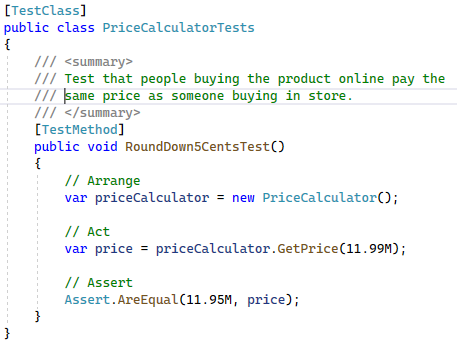 [TestClass]
public class PriceCalculatorTests
{
    /// <summary>
    /// Test that people buying the product online pay the
    /// same price as someone buying in store.
    /// </summary>
    [TestMethod]
    public void RoundDown5CentsTest()
    {
        // Arrange
        var priceCalculator = new PriceCalculator();

        // Act
        var price = priceCalculator.GetPrice(11.99M);

        // Assert
        Assert.AreEqual(11.95M, price);
    }
}